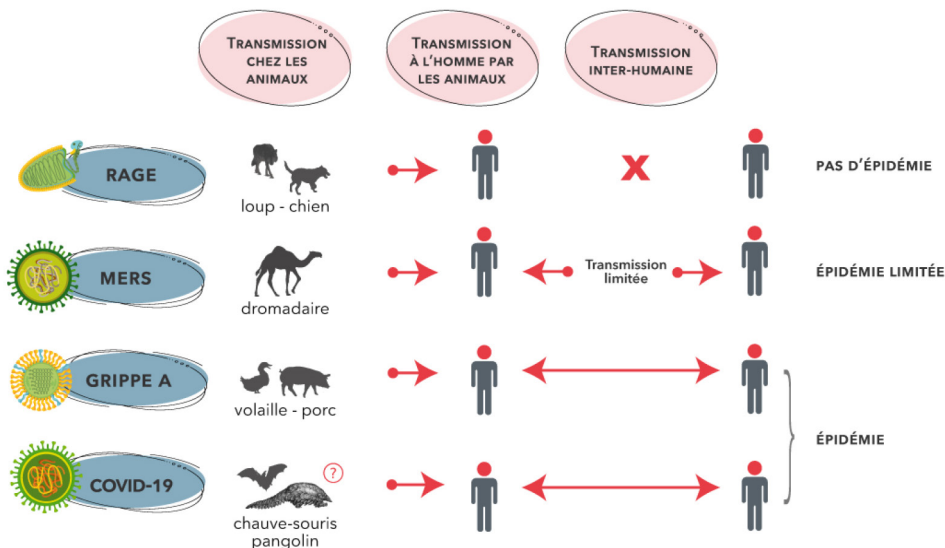 TRANSMISSION
CHEZ LES
ANIMAUX
TRANSMISSION
À L'HOMME PAR
LES ANIMAUX
TRANSMISSION
INTER-HUMAINE
RAGE
loup - chien
X
PAS D'ÉPIDÉMIE
MERS
dromadaire
Transmission
limitée
ÉPIDÉMIE LIMITÉE
GRIPPE A
volaille - porc
ÉPIDÉMIE
COVID-19
?
chauve-souris
pangolin